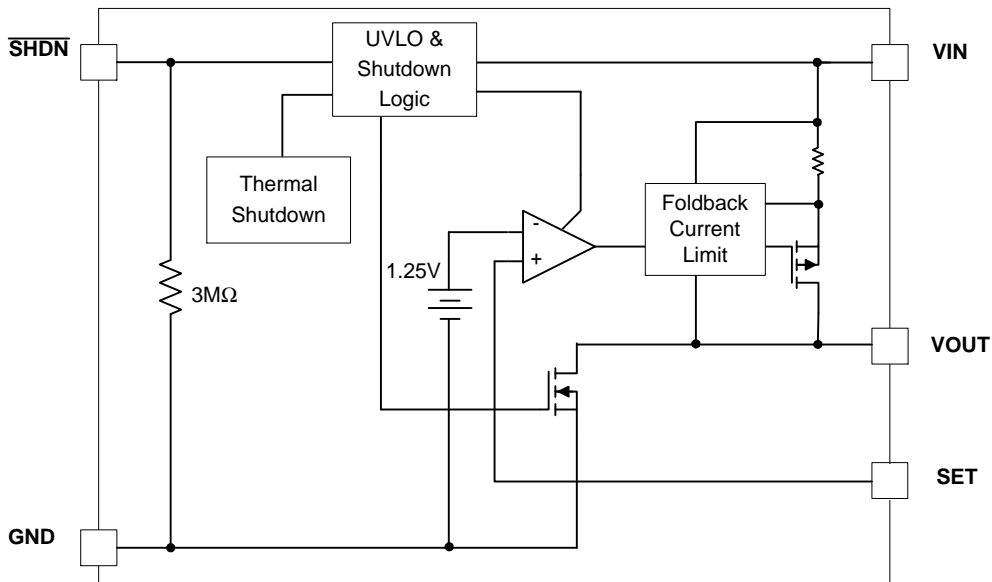 SHDN
UVLO &
Shutdown
Logic
VIN
Thermal
Shutdown
Foldback
Current
Limit
-
+
1.25V
3MΩ
VOUT
SET
GND